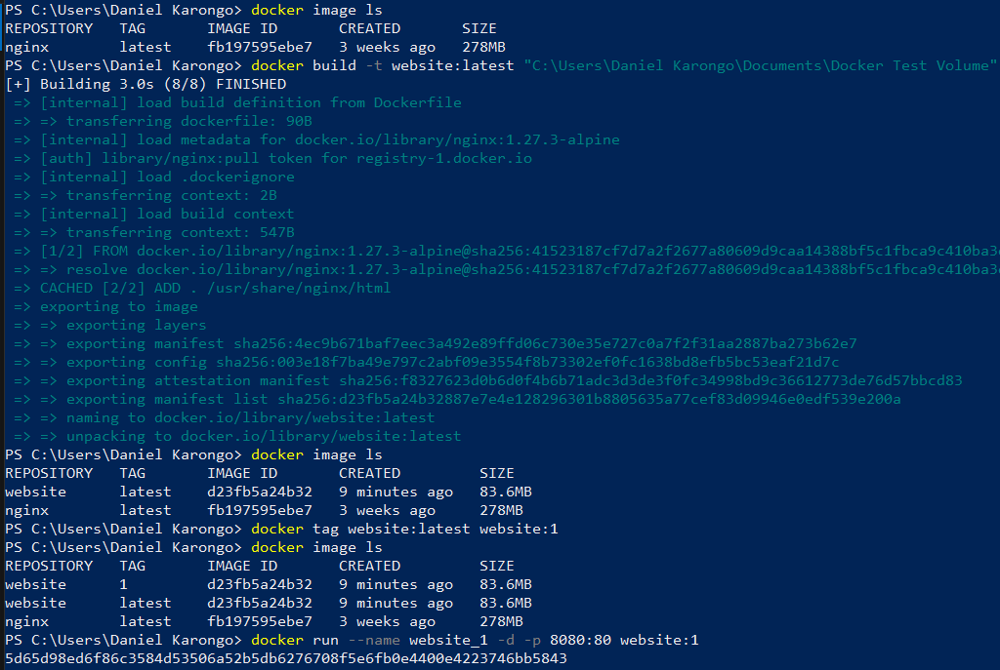 PS C:\Users\Daniel Karongo> docker image ls
REPOSITORY   TAG       IMAGE ID       CREATED       SIZE
nginx        latest    fb197595ebe7   3 weeks ago   278MB
PS C:\Users\Daniel Karongo> docker build -t website:latest "C:\Users\Daniel Karongo\Documents\Docker Test Volume"
[+] Building 3.0s (8/8) FINISHED
 => [internal] load build definition from Dockerfile
 => => transferring dockerfile: 90B
 => [internal] load metadata for docker.io/library/nginx:1.27.3-alpine
 => [auth] library/nginx:pull token for registry-1.docker.io
 => [internal] load .dockerignore
 => => transferring context: 2B
 => [internal] load build context
 => => transferring context: 547B
 => [1/2] FROM docker.io/library/nginx:1.27.3-alpine@sha256:41523187cf7d7a2f2677a80609d9caa14388bf5c1fbca9c410ba3
 => => resolve docker.io/library/nginx:1.27.3-alpine@sha256:41523187cf7d7a2f2677a80609d9caa14388bf5c1fbca9c410ba3
 => CACHED [2/2] ADD . /usr/share/nginx/html
 => exporting to image
 => => exporting layers
 => => exporting manifest sha256:4ec9b671baf7eec3a492e89ffd06c730e35e727c0a7f2f31aa2887ba273b62e7
 => => exporting config sha256:003e18f7ba49e797c2abf09e3554f8b73302ef0fc1638bd8efb5bc53eaf21d7c
 => => exporting attestation manifest sha256:f8327623d0b6d0f4b6b71adc3d3de3f0fc34998bd9c36612773de76d57bbcd83
 => => exporting manifest list sha256:d23fb5a24b32887e7e4e128296301b8805635a77cef83d09946e0edf539e200a
 => => naming to docker.io/library/website:latest
 => => unpacking to docker.io/library/website:latest
PS C:\Users\Daniel Karongo> docker image ls
REPOSITORY   TAG       IMAGE ID       CREATED         SIZE
website      latest    d23fb5a24b32   9 minutes ago   83.6MB
nginx        latest    fb197595ebe7   3 weeks ago     278MB
PS C:\Users\Daniel Karongo> docker tag website:latest website:1
PS C:\Users\Daniel Karongo> docker image ls
REPOSITORY   TAG       IMAGE ID       CREATED         SIZE
website      1         d23fb5a24b32   9 minutes ago   83.6MB
website      latest    d23fb5a24b32   9 minutes ago   83.6MB
nginx        latest    fb197595ebe7   3 weeks ago     278MB
PS C:\Users\Daniel Karongo> docker run --name website_1 -d -p 8080:80 website:1
5d65d98ed6f86c3584d53506a52b5db6276708f5e6fb0e4400e4223746bb5843